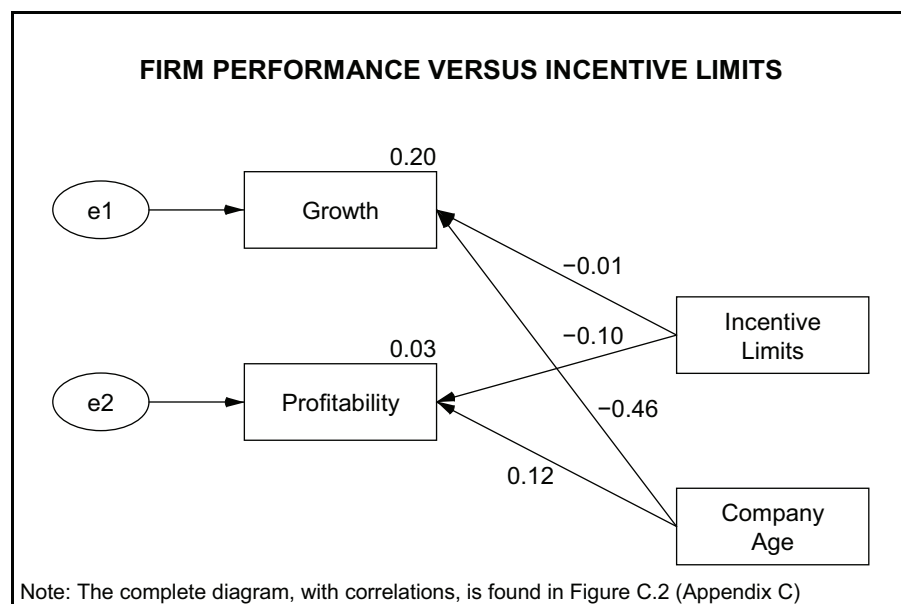 FIRM PERFORMANCE VERSUS INCENTIVE LIMITS
0.20
e1
Growth
−0.01
Incentive
Limits
−0.10
0.03
e2
Profitability
−0.46
0.12
Company
Age
Note: The complete diagram, with correlations, is found in Figure C.2 (Appendix C)